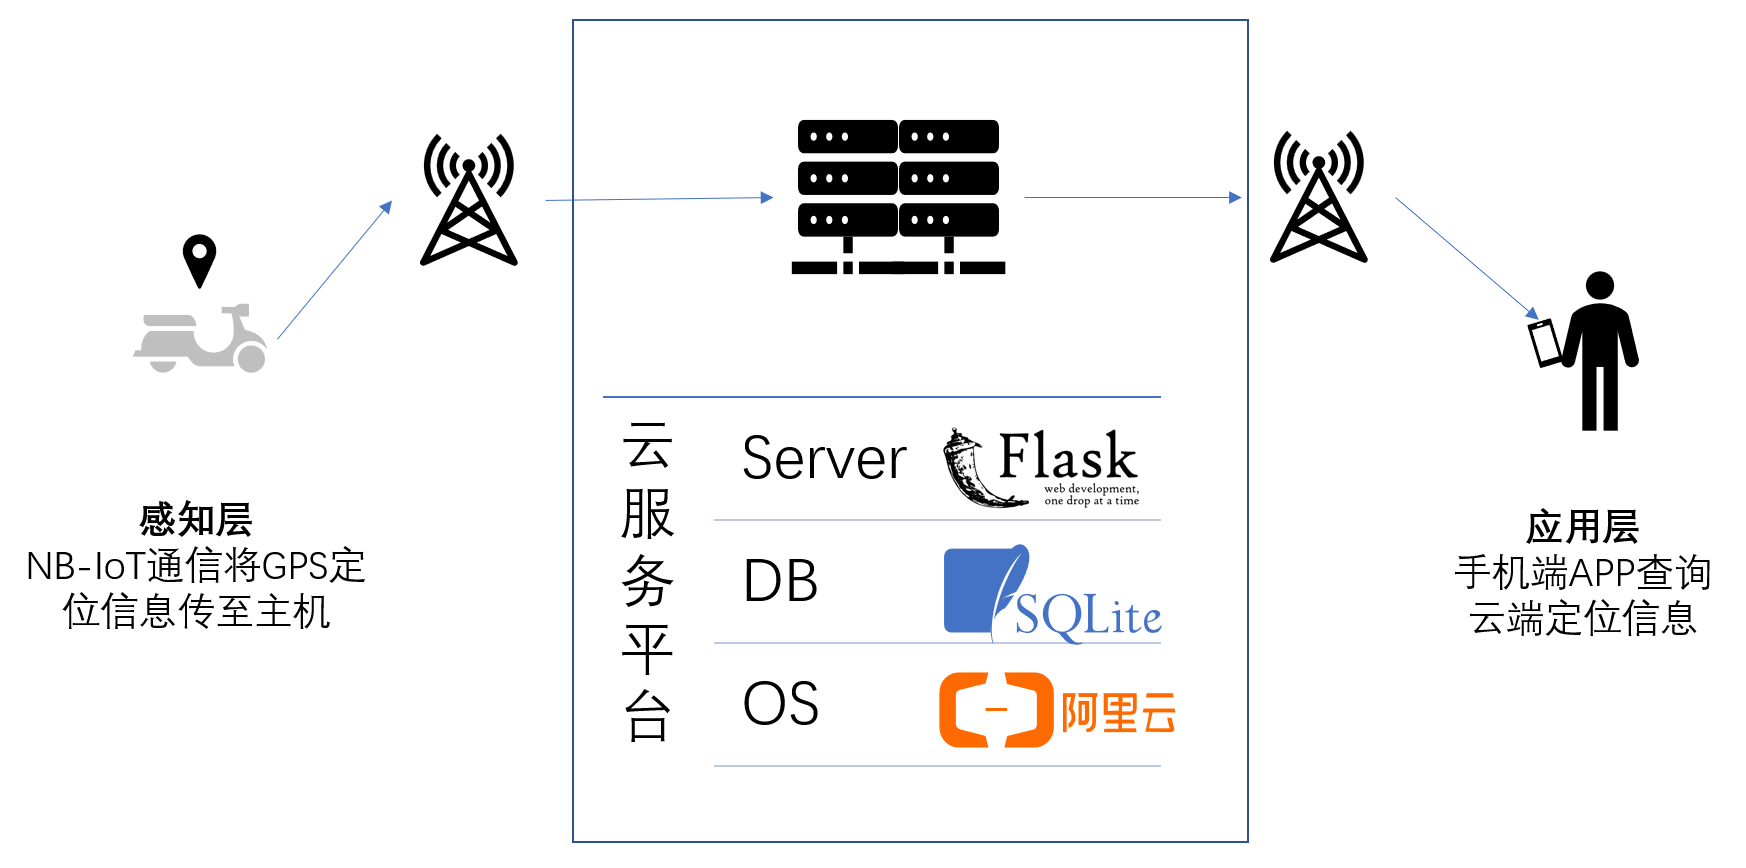 感知层
NB-IoT通信将GPS定
位信息传至主机
云服务平台
Server
Flask
web development,
one drop at a time
DB
SQLite
OS
阿里云
应用层
手机端APP查询
云端定位信息